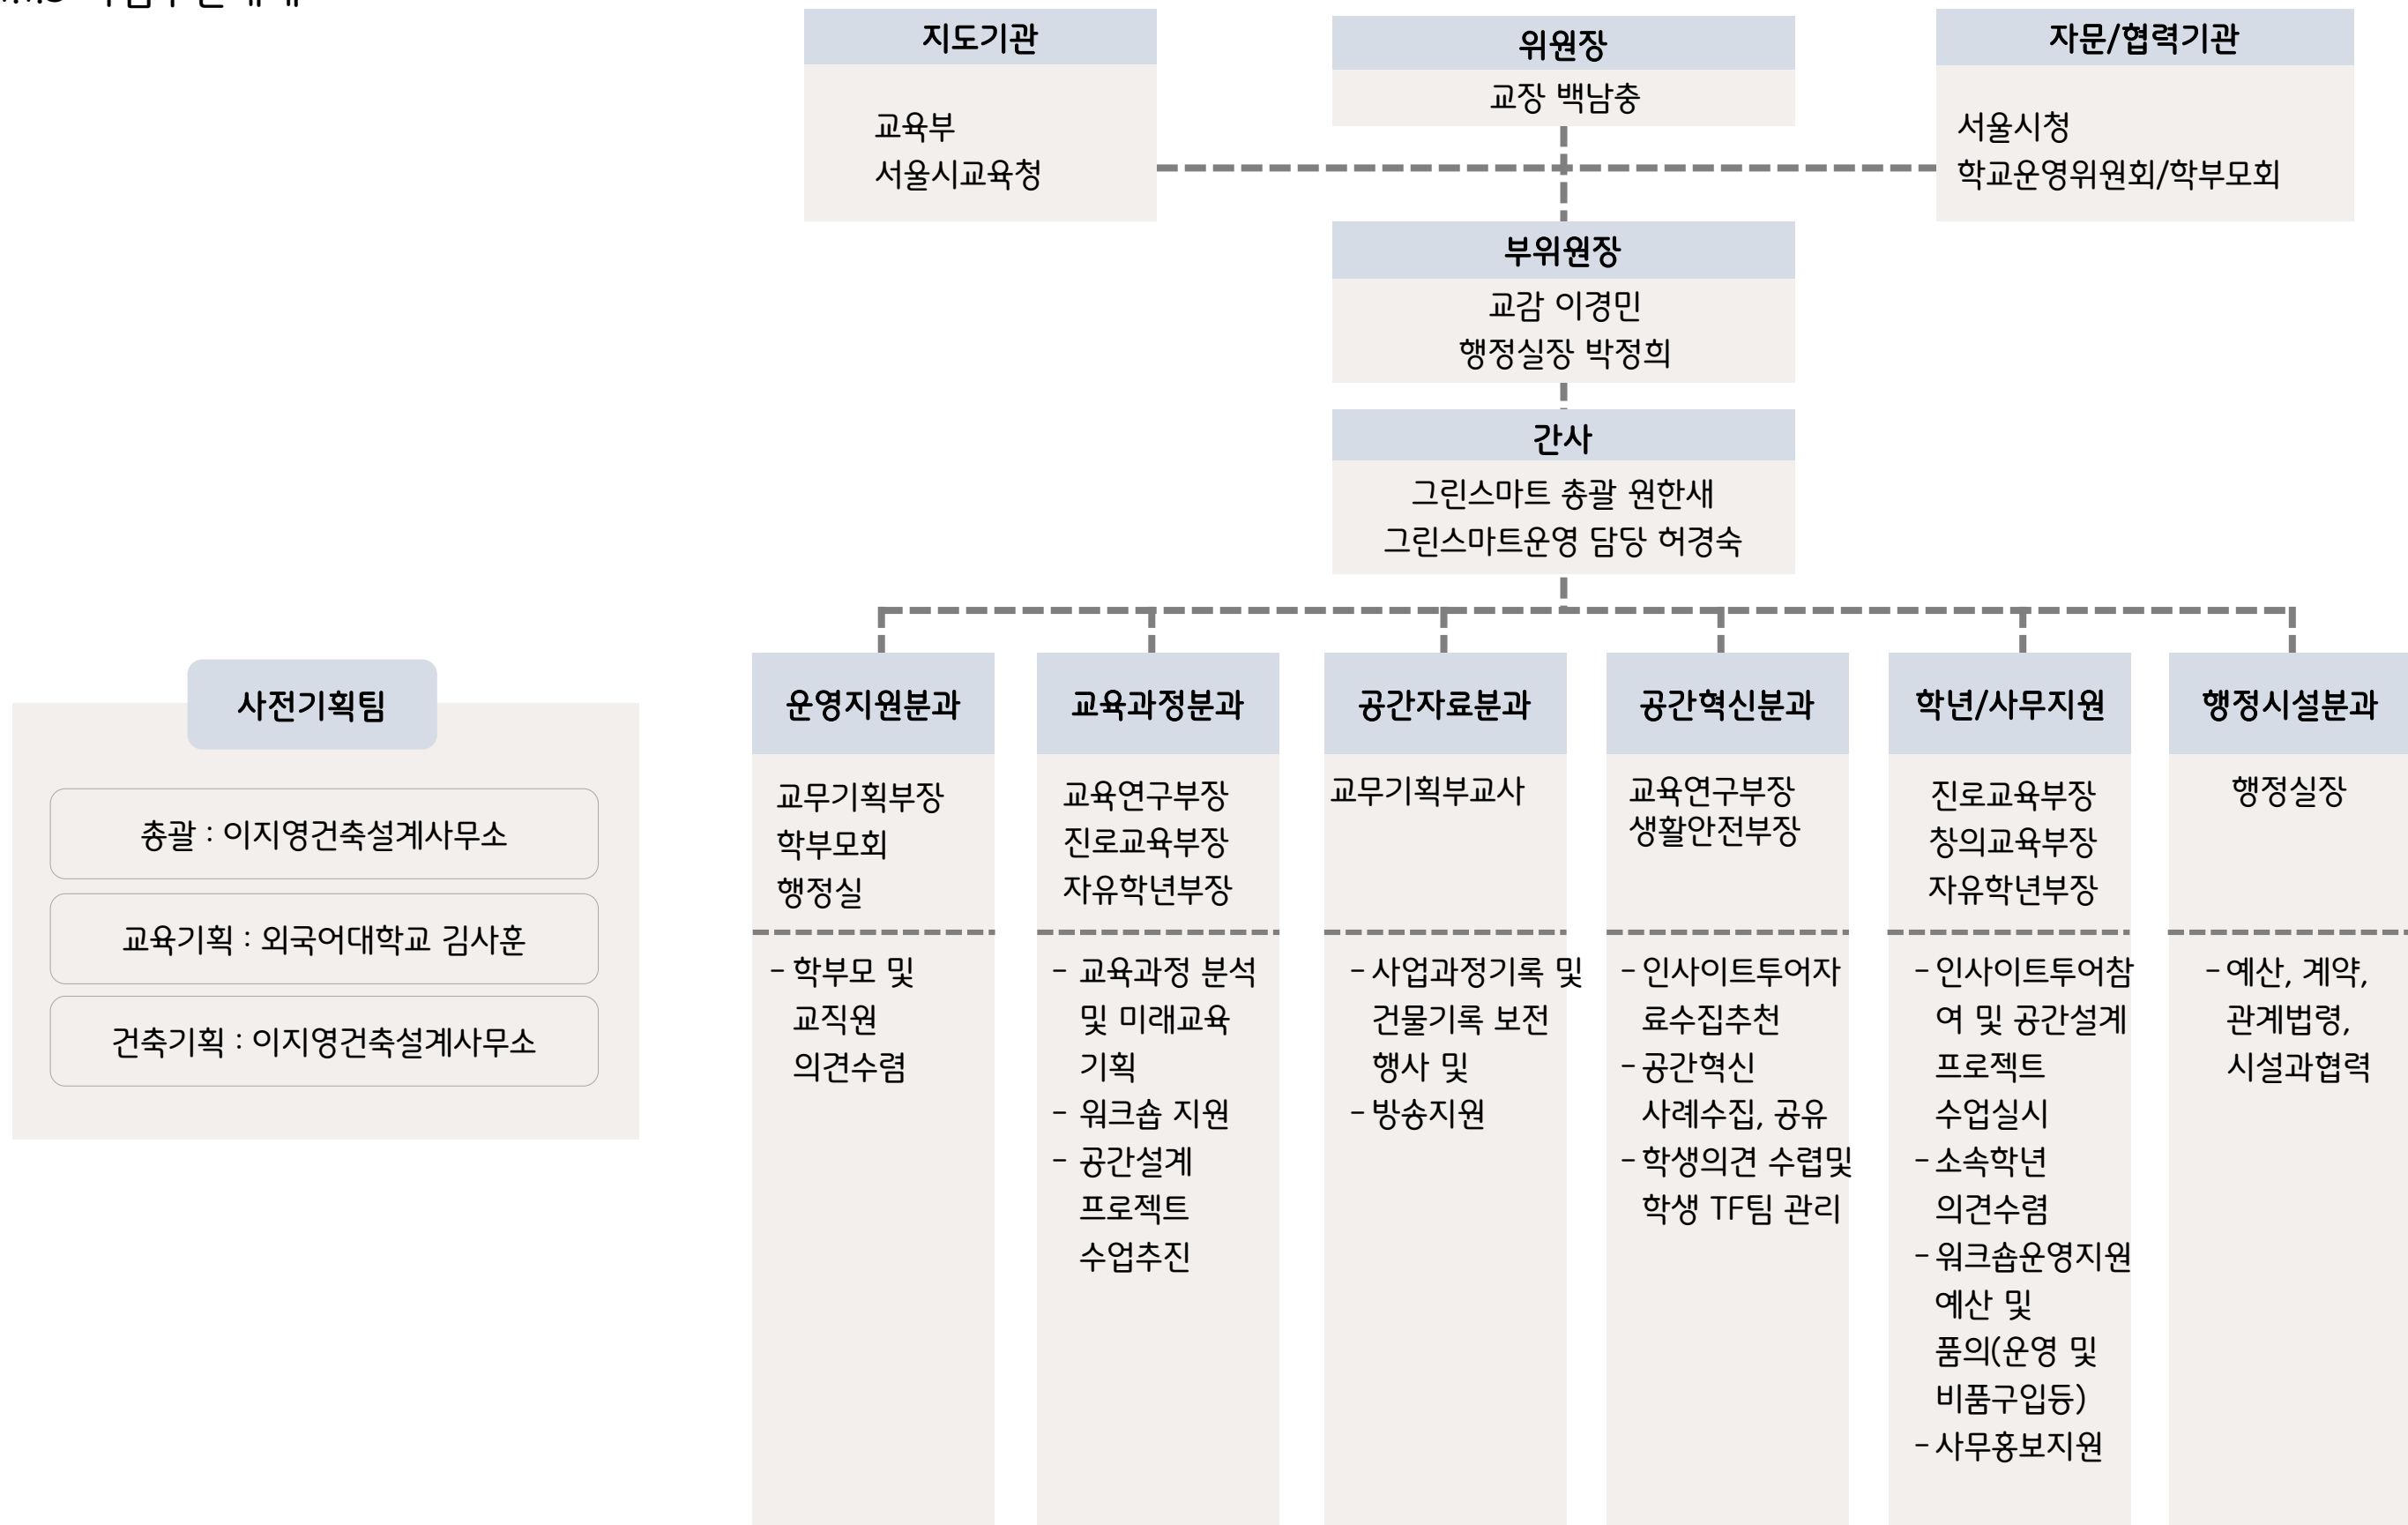 지도기관
교육부
서울시교육청
위원장
교장 백남충
자문/협력기관
서울시청
학교운영위원회/학부모회
부위원장
교감 이경민
행정실장 박정희
간사
그린스마트 총괄 원한새
그린스마트운영 담당 허경숙
사전기획팀
총괄 : 이지영건축설계사무소
교육기획 : 외국어대학교 김사훈
건축기획 : 이지영건축설계사무소
운영지원분과
교무기획부장
학부모회
행정실
- 학부모 및
교직원
의견수렴
교육과정분과
교육연구부장
진로교육부장
자유학년부장
- 교육과정 분석
및 미래교육
기획
- 워크숍 지원
- 공간설계
프로젝트
수업추진
공간자료분과
교무기획부교사
- 사업과정기록 및
건물기록 보전
행사 및
- 방송지원
공간혁신분과
교육연구부장
생활안전부장
- 인사이트투어자
료수집추천
- 공간혁신
사례수집, 공유
- 학생의견 수렵및
학생 TF팀 관리
학년/사무지원
진로교육부장
창의교육부장
자유학년부장
- 인사이트투어참
여 및 공간설계
프로젝트
수업실시
- 소속학년
의견수렴
- 워크숍운영지원
예산 및
품의(운영 및
비품구입등)
- 사무홍보지원
행정시설분과
행정실장
- 예산, 계약,
관계법령,
시설과협력